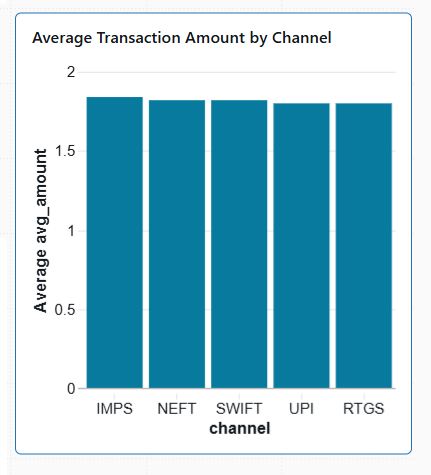 Average Transaction Amount by Channel
2
1.5
1
0.5
0
Average avg_amount
IMPS NEFT SWIFT UPI RTGS
channel